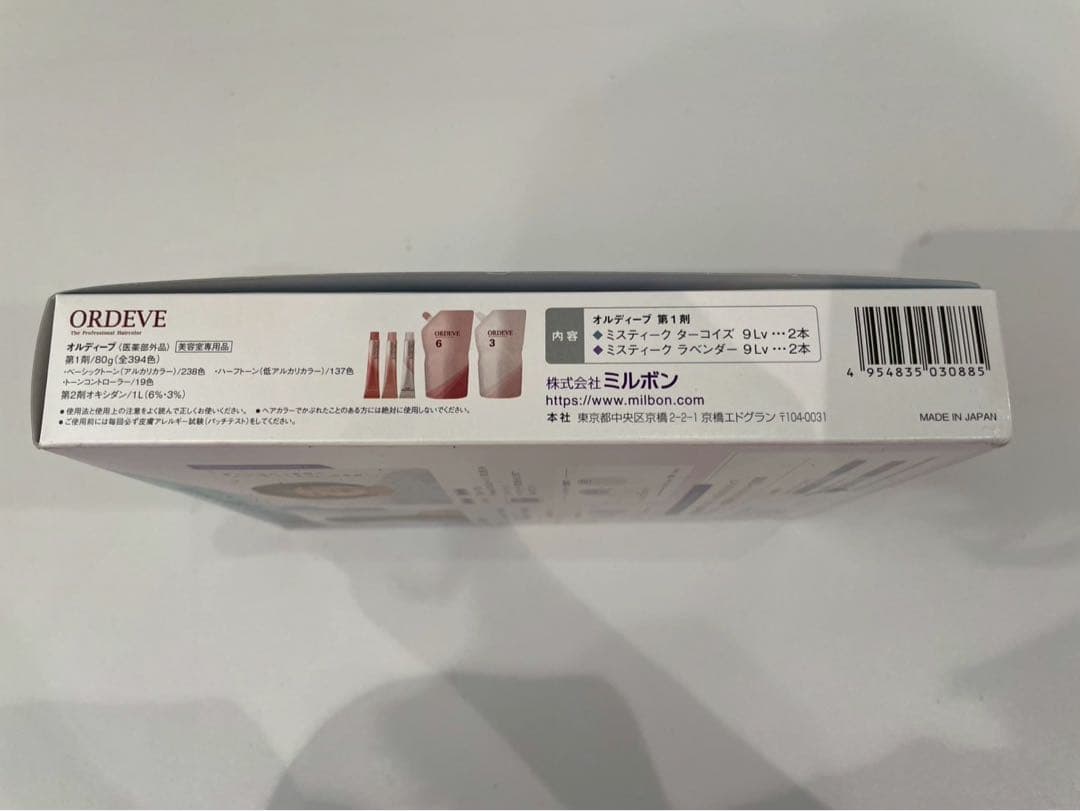 ORDEVE
The Professional Haircolor
オルディーブ〈医薬部外品〉 美容室専用品
第1剤/80g(全394色)
・ベーシックトーン(アルカリカラー)/238色 ・ハーフトーン(低アルカリカラー)/137色
・トーンコントローラー/19色
第2剤オキシダン/1L(6%・3%)
●使用法と使用上の注意をよく読んで正しくお使いください。 ●ヘアカラーでかぶれたことのある方には絶対に使用しないでください。
●ご使用前には毎回必ず皮膚アレルギー試験(パッチテスト)をしてください。
ORDEVE
6
ORDEVE
3
内容
オルディーブ 第1剤
◆ミスティーク ターコイズ 9Lv…2本
◆ミスティーク ラベンダー 9Lv…2本
株式会社ミルボン
https://www.milbon.com
本社 東京都中央区京橋2-2-1 京橋エドグラン 〒104-0031
4 954835 030885
MADE IN JAPAN